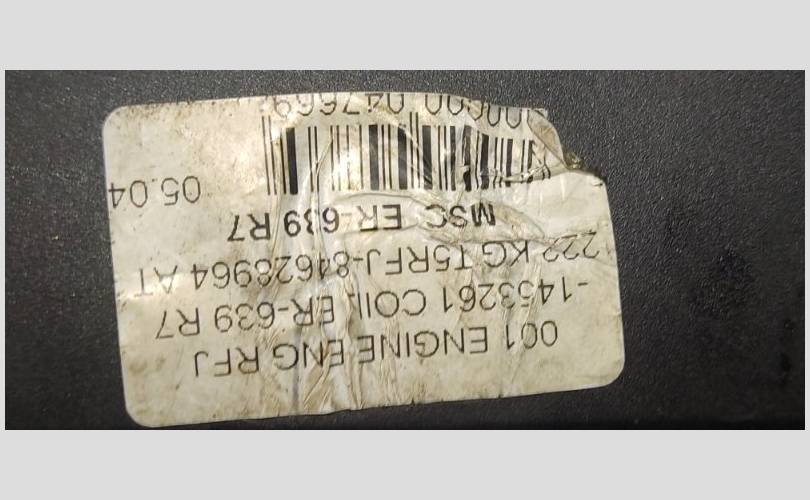 001 ENGINE ENG RFJ
-1453261 COIL ER-639 R7
222 KG T5RFJ-84628964 AT
MSC ER-639 R7
05.04